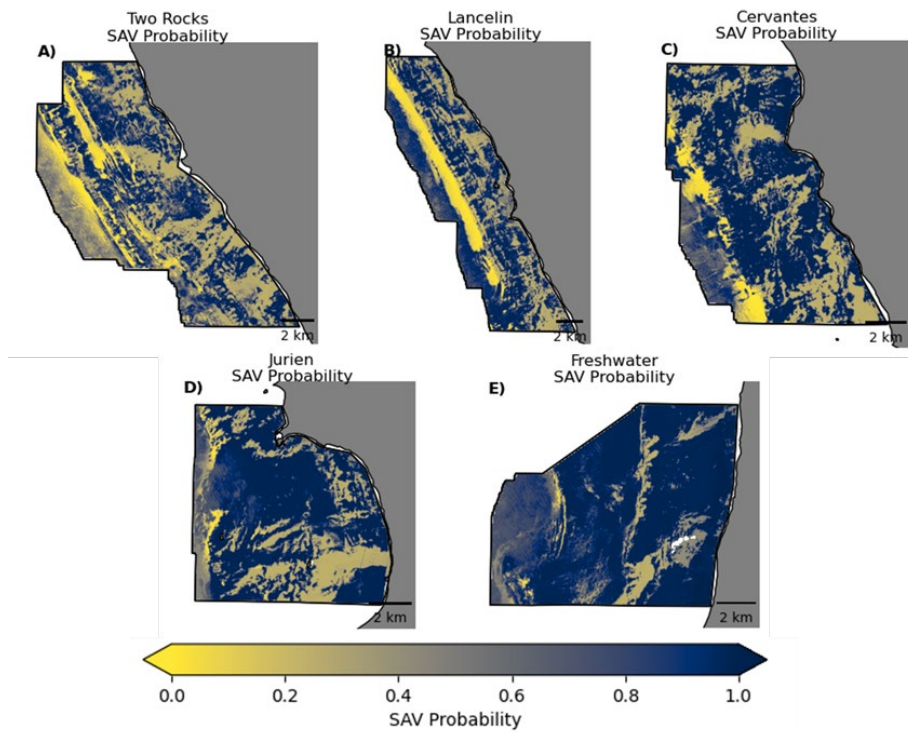 Two Rocks
SAV Probability
A)
2 km
Lancelin
SAV Probability
B)
2 km
Cervantes
SAV Probability
C)
2 km
Jurien
SAV Probability
D)
2 km
Freshwater
SAV Probability
E)
2 km
0.0 0.2 0.4 0.6 0.8 1.0
SAV Probability